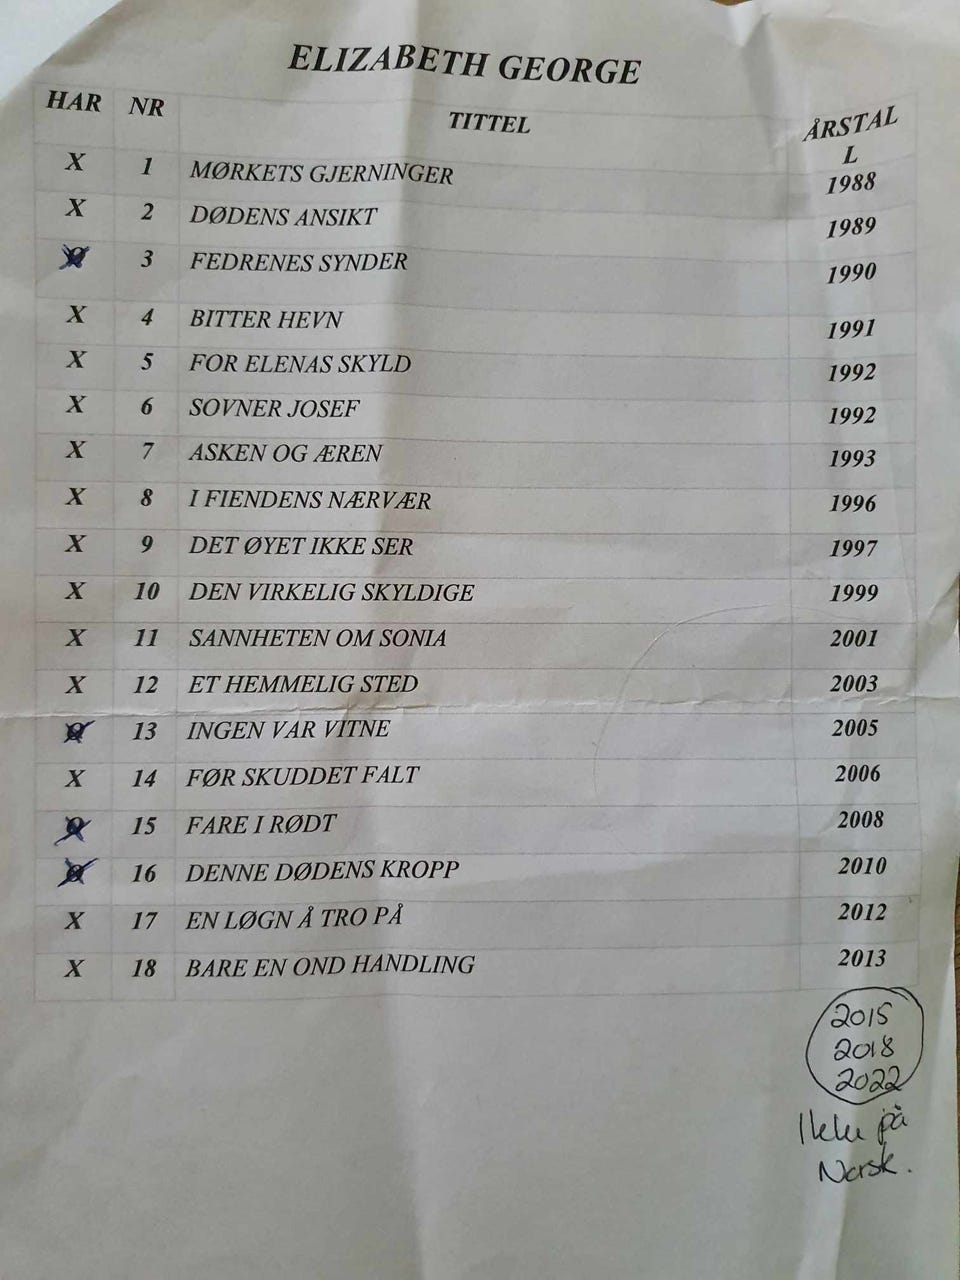 ELIZABETH GEORGE
HAR NR TITTEL ÅRSTAL
L
X 1 MØRKETS GJERNINGER 1988
X 2 DØDENS ANSIKT 1989
X 3 FEDRENES SYNDER 1990
X 4 BITTER HEVN 1991
X 5 FOR ELENAS SKYLD 1992
X 6 SOVNER JOSEF 1992
X 7 ASKEN OG ÆREN 1993
X 8 I FIENDENS NÆRVÆR 1996
X 9 DET ØYET IKKE SER 1997
X 10 DEN VIRKELIG SKYLDIGE 1999
X 11 SANNHETEN OM SONIA 2001
X 12 ET HEMMELIG STED 2003
X 13 INGEN VAR VITNE 2005
X 14 FØR SKUDDET FALT 2006
X 15 FARE I RØDT 2008
X 16 DENNE DØDENS KROPP 2010
X 17 EN LØGN Å TRO PÅ 2012
X 18 BARE EN OND HANDLING 2013
2015
2018
2022
Ikke på
Norsk.